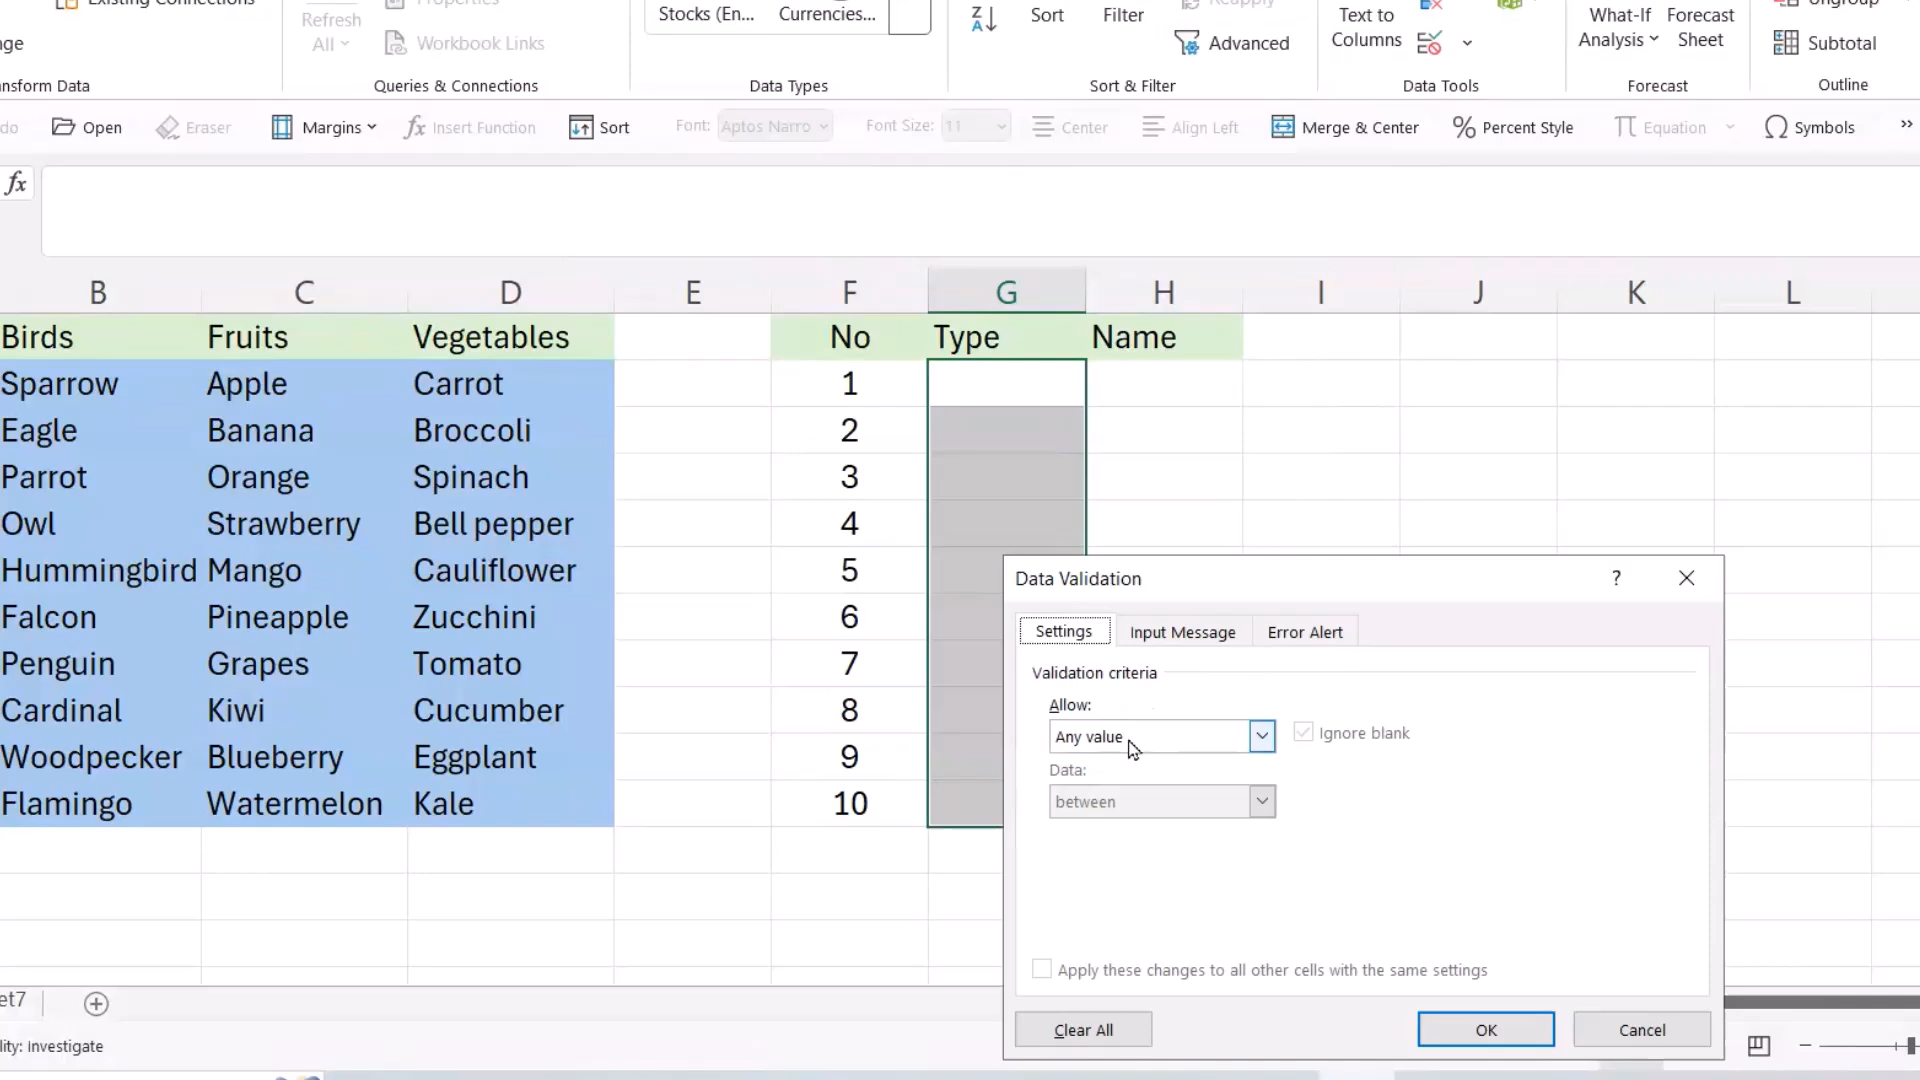 Existing Connections
Properties
Reapply
Ungroup
nge
Refresh
All
Workbook Links
Stocks (En...
Currencies...
Sort
Filter
Advanced
Text to
Columns
What-If
Analysis
Forecast
Sheet
Subtotal
nsform Data
Queries & Connections
Data Types
Sort & Filter
Data Tools
Forecast
Outline
do
Open
Eraser
Margins
Insert Function
Sort
Font:
Aptos Narro
Font Size:
11
Center
Align Left
Merge & Center
Percent Style
Equation
Symbols
fx
B C D E F G H I J K L
Birds Fruits Vegetables No Type Name
Sparrow Apple Carrot 1
Eagle Banana Broccoli 2
Parrot Orange Spinach 3
Owl Strawberry Bell pepper 4
Hummingbird Mango Cauliflower 5
Falcon Pineapple Zucchini 6
Penguin Grapes Tomato 7
Cardinal Kiwi Cucumber 8
Woodpecker Blueberry Eggplant 9
Flamingo Watermelon Kale 10
Data Validation
?
Settings
Input Message
Error Alert
Validation criteria
Allow:
Any value
Ignore blank
Data:
between
Apply these changes to all other cells with the same settings
Clear All
OK
Cancel
et7
lity: Investigate